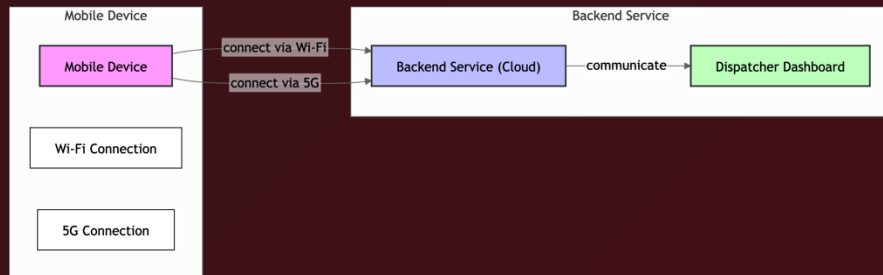 Mobile Device
Backend Service
Mobile Device
connect via Wi-Fi
connect via 5G
Backend Service (Cloud)
communicate
Dispatcher Dashboard
Wi-Fi Connection
5G Connection